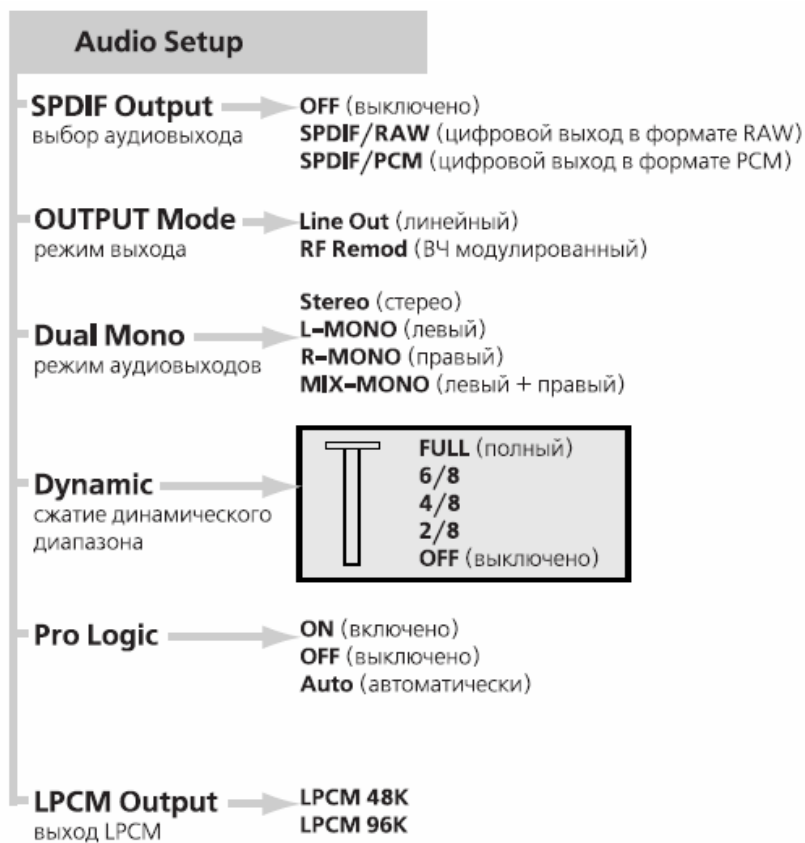 Audio Setup
SPDIF Output
выбор аудиовыхода
OFF (выключено)
SPDIF/RAW (цифровой выход в формате RAW)
SPDIF/PCM (цифровой выход в формате PCM)
OUTPUT Mode
режим выхода
Line Out (линейный)
RF Remod (ВЧ модулированный)
Dual Mono
режим аудиовыходов
Stereo (стерео)
L-MONO (левый)
R-MONO (правый)
MIX-MONO (левый + правый)
Dynamic
сжатие динамического
диапазона
FULL (полный)
6/8
4/8
2/8
OFF (выключено)
Pro Logic
ON (включено)
OFF (выключено)
Auto (автоматически)
LPCM Output
выход LPCM
LPCM 48K
LPCM 96K